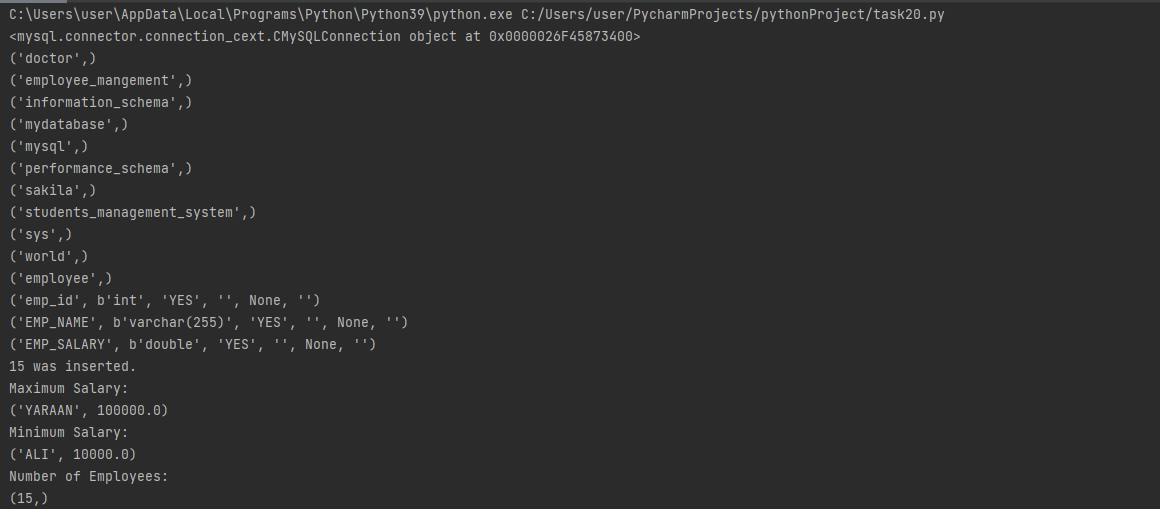 C:\Users\user\AppData\Local\Programs\Python\Python39\python.exe C:/Users/user/PycharmProjects/pythonProject/task20.py
<mysql.connector.connection_cext.CMySQLConnection object at 0x0000026F45873400>
('doctor',)
('employee_mangement',)
('information_schema',)
('mydatabase',)
('mysql',)
('performance_schema',)
('sakila',)
('students_management_system',)
('sys',)
('world',)
('employee',)
('emp_id', b'int', 'YES', '', None, '')
('EMP_NAME', b'varchar(255)', 'YES', '', None, '')
('EMP_SALARY', b'double', 'YES', '', None, '')
15 was inserted.
Maximum Salary:
('YARAAN', 100000.0)
Minimum Salary:
('ALI', 10000.0)
Number of Employees:
(15,)